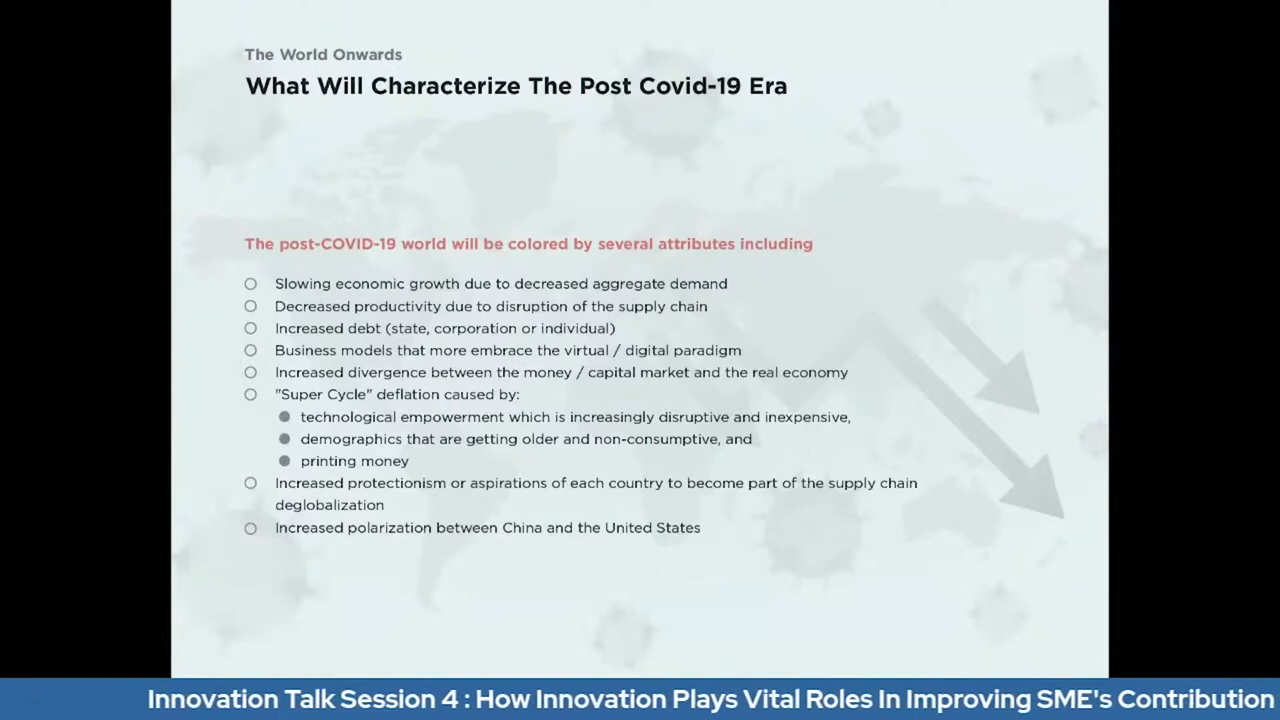 The World Onwards
What Will Characterize The Post Covid-19 Era
The post-COVID-19 world will be colored by several attributes including
Slowing economic growth due to decreased aggregate demand
Decreased productivity due to disruption of the supply chain
Increased debt (state, corporation or individual)
Business models that more embrace the virtual / digital paradigm
Increased divergence between the money / capital market and the real economy
"Super Cycle" deflation caused by:
technological empowerment which is increasingly disruptive and inexpensive,
demographics that are getting older and non-consumptive, and
printing money
Increased protectionism or aspirations of each country to become part of the supply chain
deglobalization
Increased polarization between China and the United States
Innovation Talk Session 4 : How Innovation Plays Vital Roles In Improving SME's Contribution